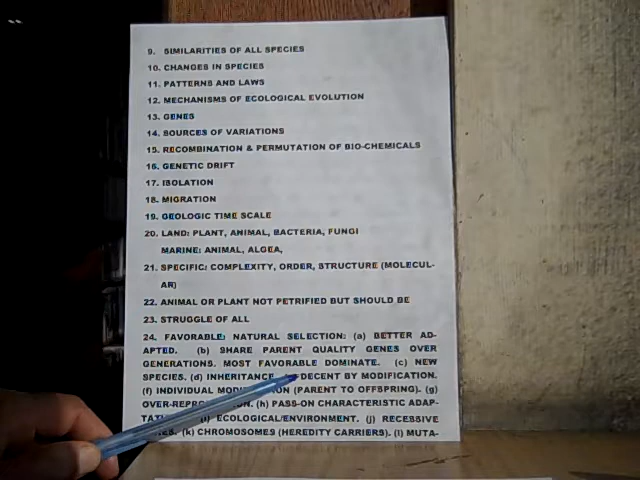 9. SIMILARITIES OF ALL SPECIES
10. CHANGES IN SPECIES
11. PATTERNS AND LAWS
12. MECHANISMS OF ECOLOGICAL EVOLUTION
13. GENES
14. SOURCES OF VARIATIONS
15. RECOMBINATION & PERMUTATION OF BIO-CHEMICALS
16. GENETIC DRIFT
17. ISOLATION
18. MIGRATION
19. GEOLOGIC TIME SCALE
20. LAND: PLANT, ANIMAL, BACTERIA, FUNGI
MARINE: ANIMAL, ALGEA,
21. SPECIFIC: COMPLEXITY, ORDER, STRUCTURE (MOLECUL-
AR)
22. ANIMAL OR PLANT NOT PETRIFIED BUT SHOULD BE
23. STRUGGLE OF ALL
24. FAVORABLE: NATURAL SELECTION: (a) BETTER AD-
APTED. (b) SHARE PARENT QUALITY GENES OVER
GENERATIONS. MOST FAVORABLE DOMINATE. (c) NEW
SPECIES. (d) INHERITANCE. DECENT BY MODIFICATION.
(f) INDIVIDUAL (PARENT TO OFFSPRING). (g)
(h) PASS-ON CHARACTERISTIC ADAP-
ECOLOGICAL/ENVIRONMENT. (j) RECESSIVE
(k) CHROMOSOMES (HEREDITY CARRIERS). (l) MUTA-